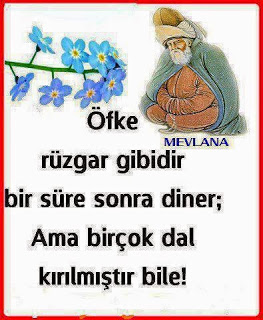 MEVLANA
Öfke
rüzgar gibidir
bir süre sonra diner;
Ama birçok dal
kırılmıştır bile!